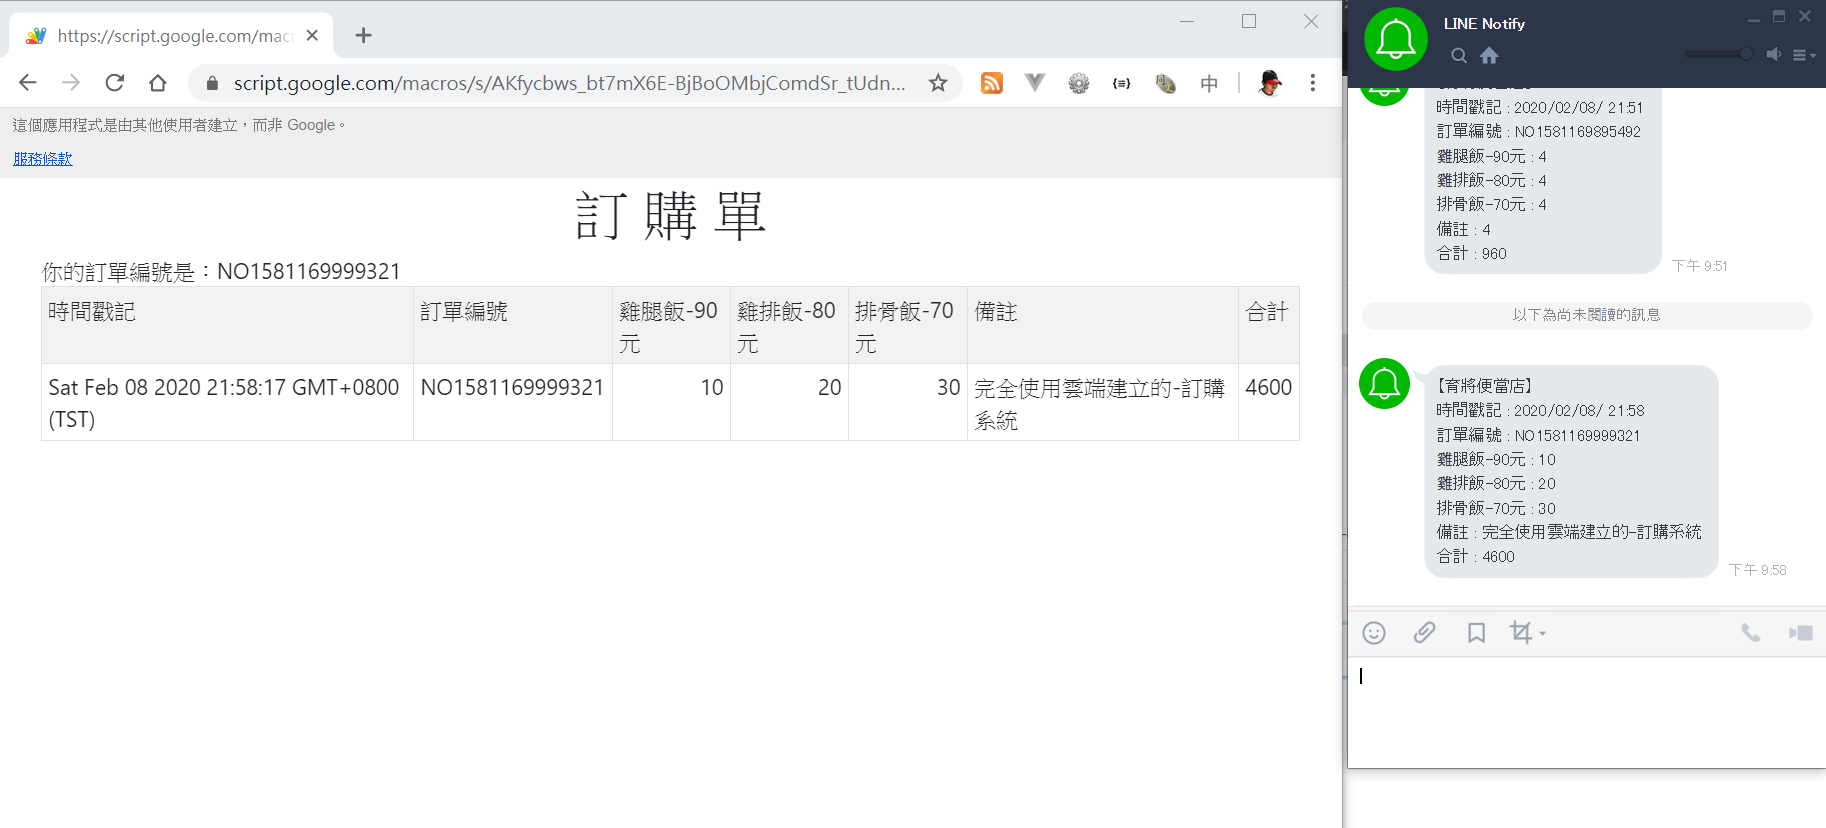 https://script.google.com/mac
script.google.com/macros/s/AKfycbws_bt7mX6E-BjBoOMbjComdSr_tUdn...
中
這個應用程式是由其他使用者建立，而非 Google。
服務條款
訂 購 單
你的訂單編號是：NO1581169999321
時間戳記 訂單編號 雞腿飯-90元 雞排飯-80元 排骨飯-70元 備註 合計
Sat Feb 08 2020 21:58:17 GMT+0800 (TST) NO1581169999321 10 20 30 完全使用雲端建立的-訂購系統 4600
LINE Notify
時間戳記 : 2020/02/08/ 21:51
訂單編號 : NO1581169895492
雞腿飯-90元 : 4
雞排飯-80元 : 4
排骨飯-70元 : 4
備註 : 4
合計 : 960
下午 9:51
以下為尚未閱讀的訊息
【育將便當店】
時間戳記 : 2020/02/08/ 21:58
訂單編號 : NO1581169999321
雞腿飯-90元 : 10
雞排飯-80元 : 20
排骨飯-70元 : 30
備註 : 完全使用雲端建立的-訂購系統
合計 : 4600
下午 9:58